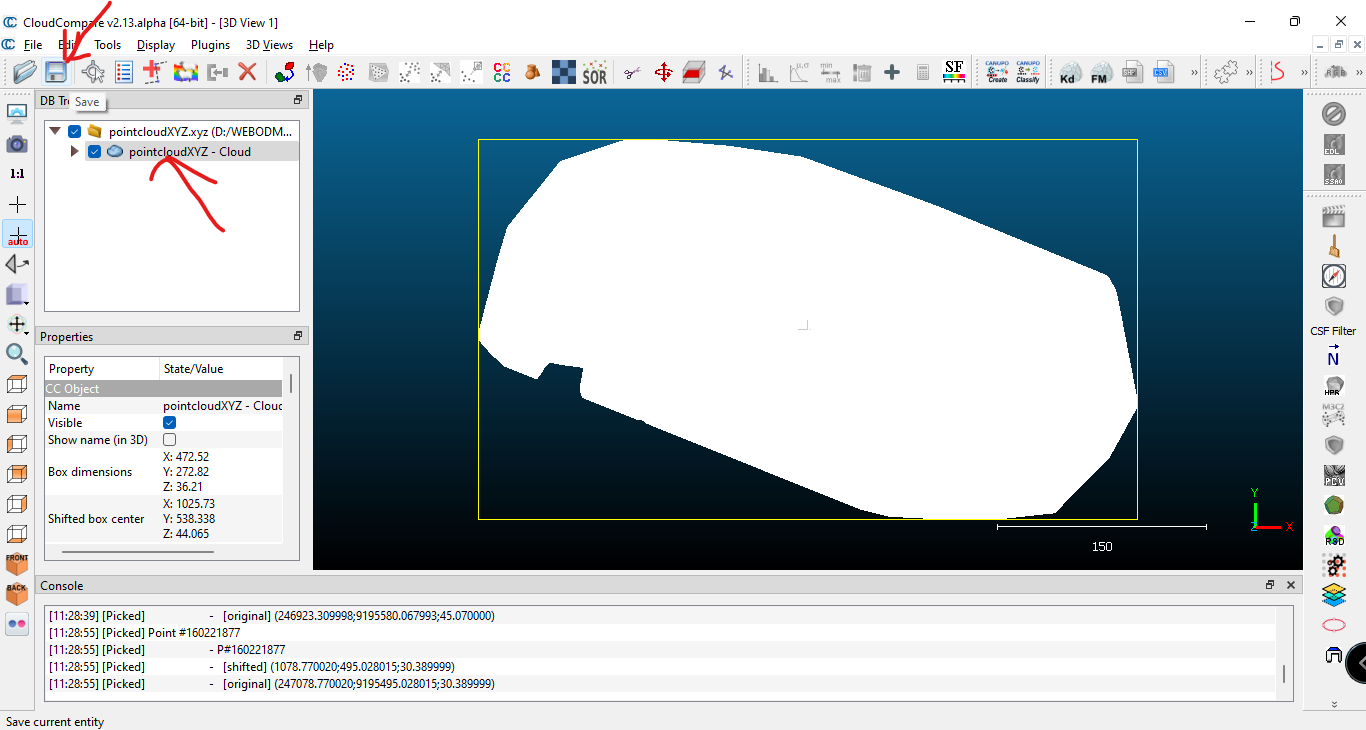 CloudCompare v2.13.alpha [64-bit] - [3D View 1]
File Edit Tools Display Plugins 3D Views Help
CC CC SOR min max SF CANUPO Create CANUPO Classify Kd FM SHP CSV » » » »
DB Tr
Save
pointcloudXYZ.xyz (D:/WEBODM...
pointcloudXYZ - Cloud
1:1
auto
Properties
Property State/Value
CC Object
Name pointcloudXYZ - Cloud
Visible
Show name (in 3D)
Box dimensions
X: 472.52
Y: 272.82
Z: 36.21
Shifted box center
X: 1025.73
Y: 538.338
Z: 44.065
FRONT
BACK
Y
X
Z
150
EDL
SSAO
CSF Filter
N
HPR
M3C2
PCV
RSD
Console
[11:28:39] [Picked] - [original] (246923.309998;9195580.067993;45.070000)
[11:28:55] [Picked] Point #160221877
[11:28:55] [Picked] - P#160221877
[11:28:55] [Picked] - [shifted] (1078.770020;495.028015;30.389999)
[11:28:55] [Picked] - [original] (247078.770020;9195495.028015;30.389999)
Save current entity